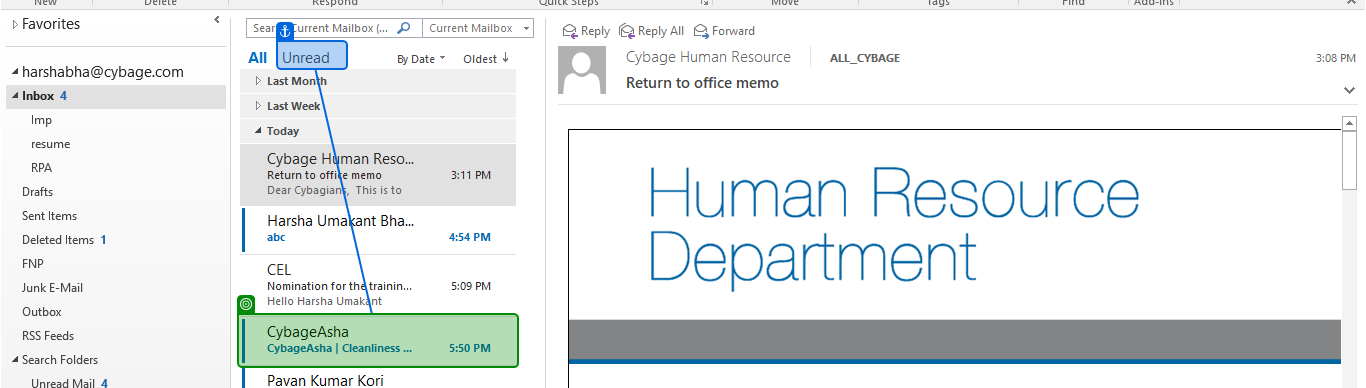 New Delete Respond Quick Steps Move Tags Find Add-ins
Favorites
harshabha@cybage.com
Inbox 4
Imp
resume
RPA
Drafts
Sent Items
Deleted Items 1
FNP
Junk E-Mail
Outbox
RSS Feeds
Search Folders
Unread Mail 4
Sear Current Mailbox (... Current Mailbox
All Unread By Date Oldest
Last Month
Last Week
Today
Cybage Human Reso...
Return to office memo 3:11 PM
Dear Cybagians, This is to
Harsha Umakant Bha...
abc 4:54 PM
CEL
Nomination for the trainin... 5:09 PM
Hello Harsha Umakant
CybageAsha
CybageAsha | Cleanliness ... 5:50 PM
Pavan Kumar Kori
Reply Reply All Forward
Cybage Human Resource ALL_CYBAGE 3:08 PM
Return to office memo
Human Resource
Department